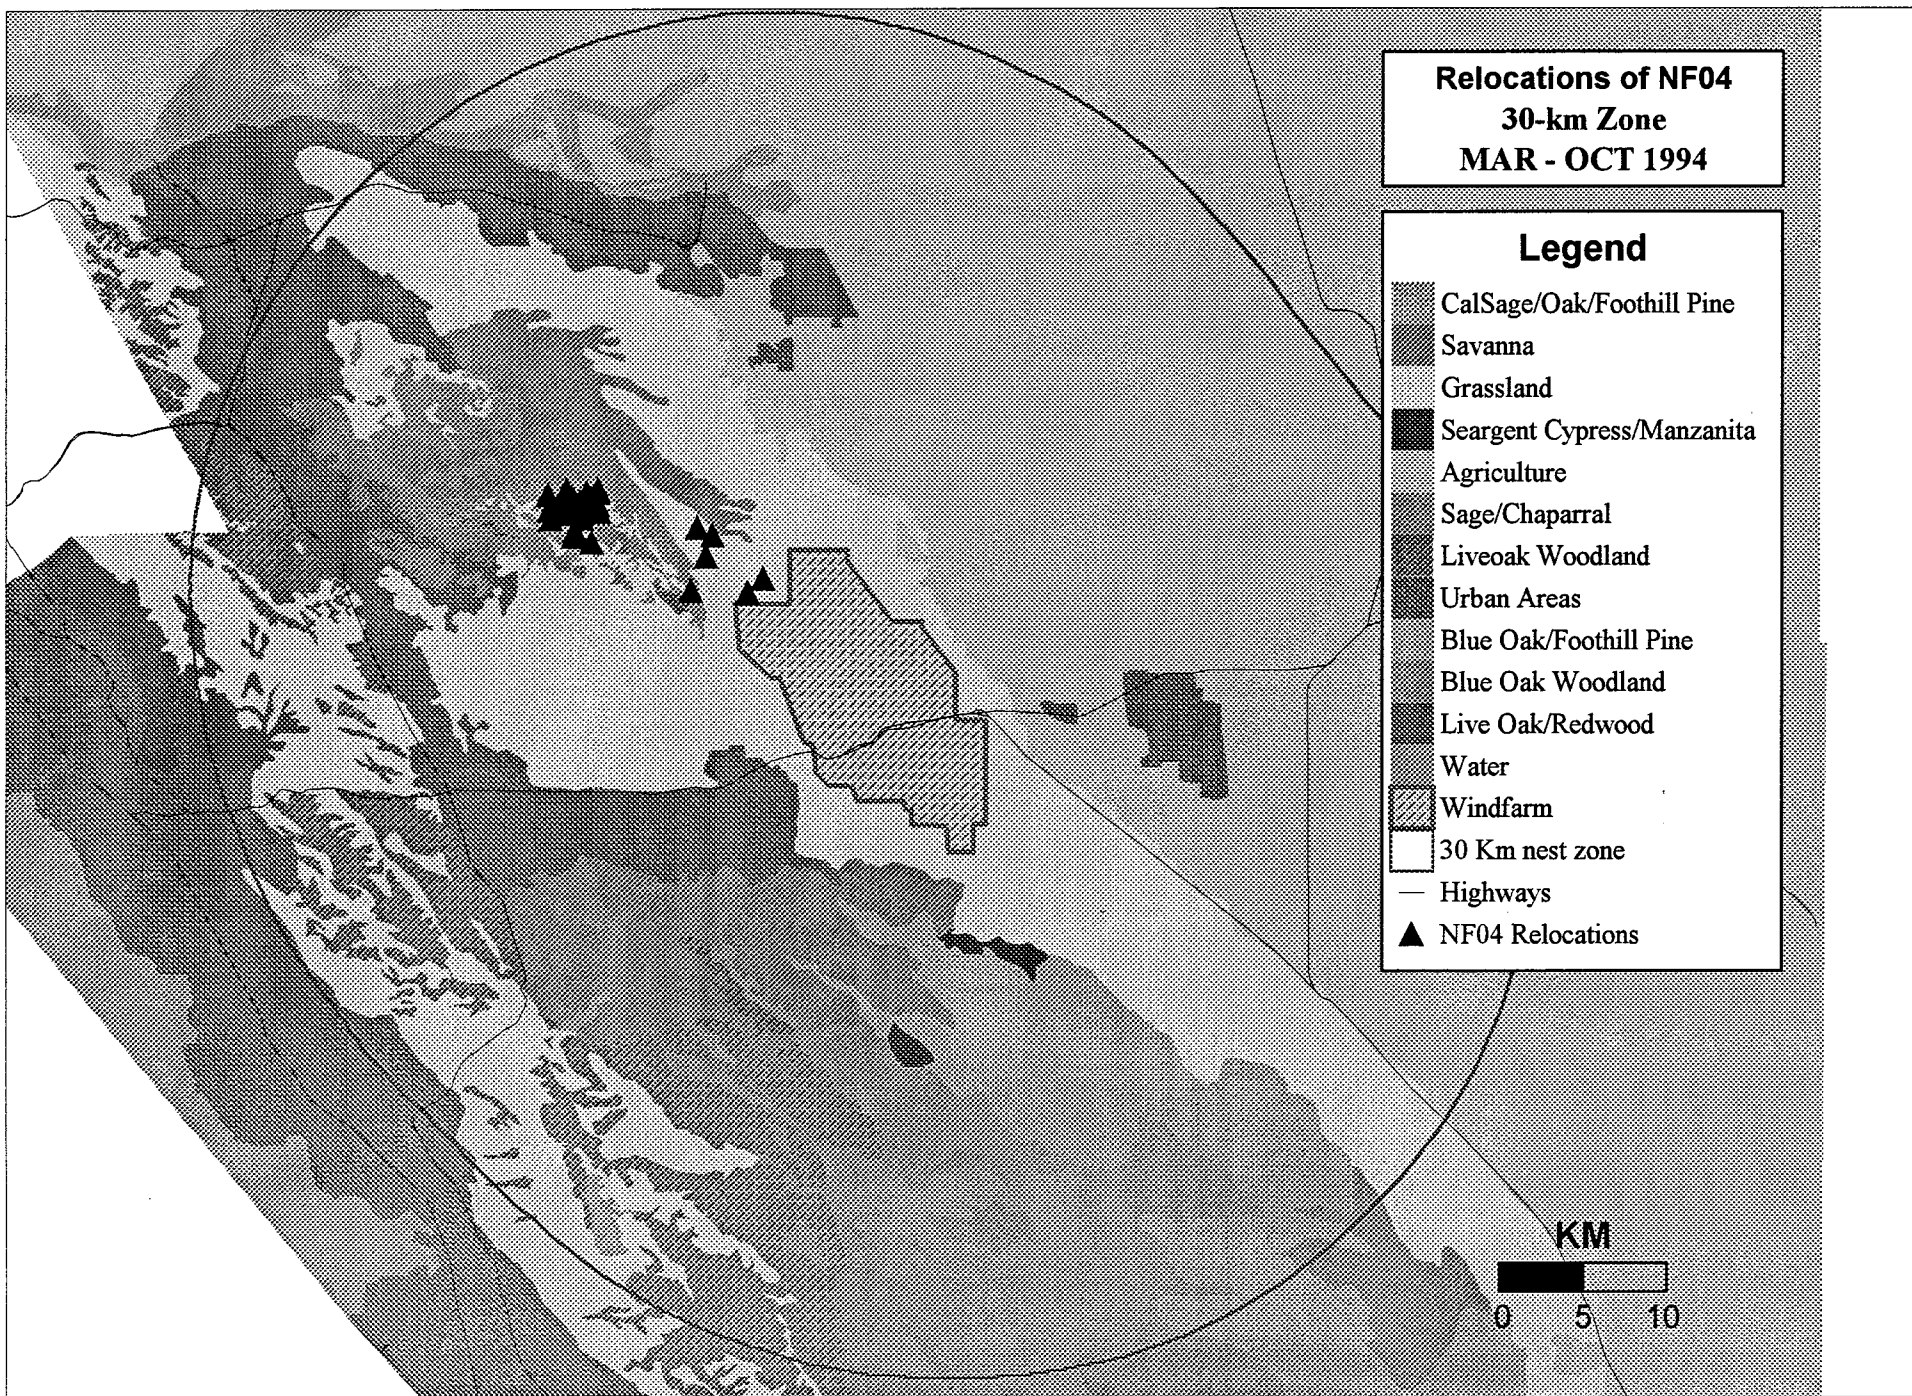 Relocations of NF04
30-km Zone
MAR - OCT 1994
Legend
CalSage/Oak/Foothill Pine
Savanna
Grassland
Seargent Cypress/Manzanita
Agriculture
Sage/Chaparral
Liveoak Woodland
Urban Areas
Blue Oak/Foothill Pine
Blue Oak Woodland
Live Oak/Redwood
Water
Windfarm
30 Km nest zone
Highways
NF04 Relocations
KM
0 5 10